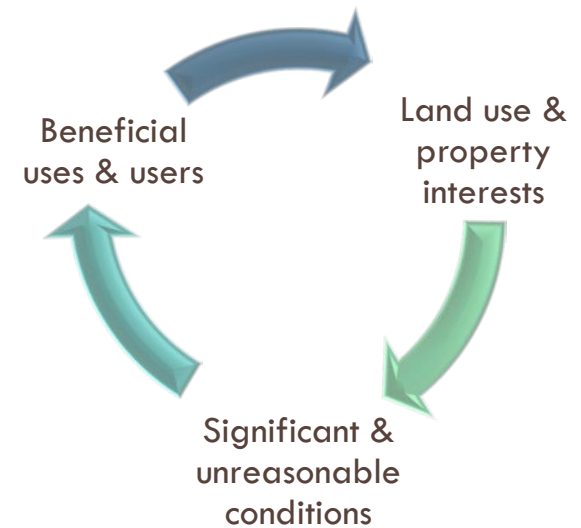 Beneficial
uses & users
Land use &
property
interests
Significant &
unreasonable
conditions